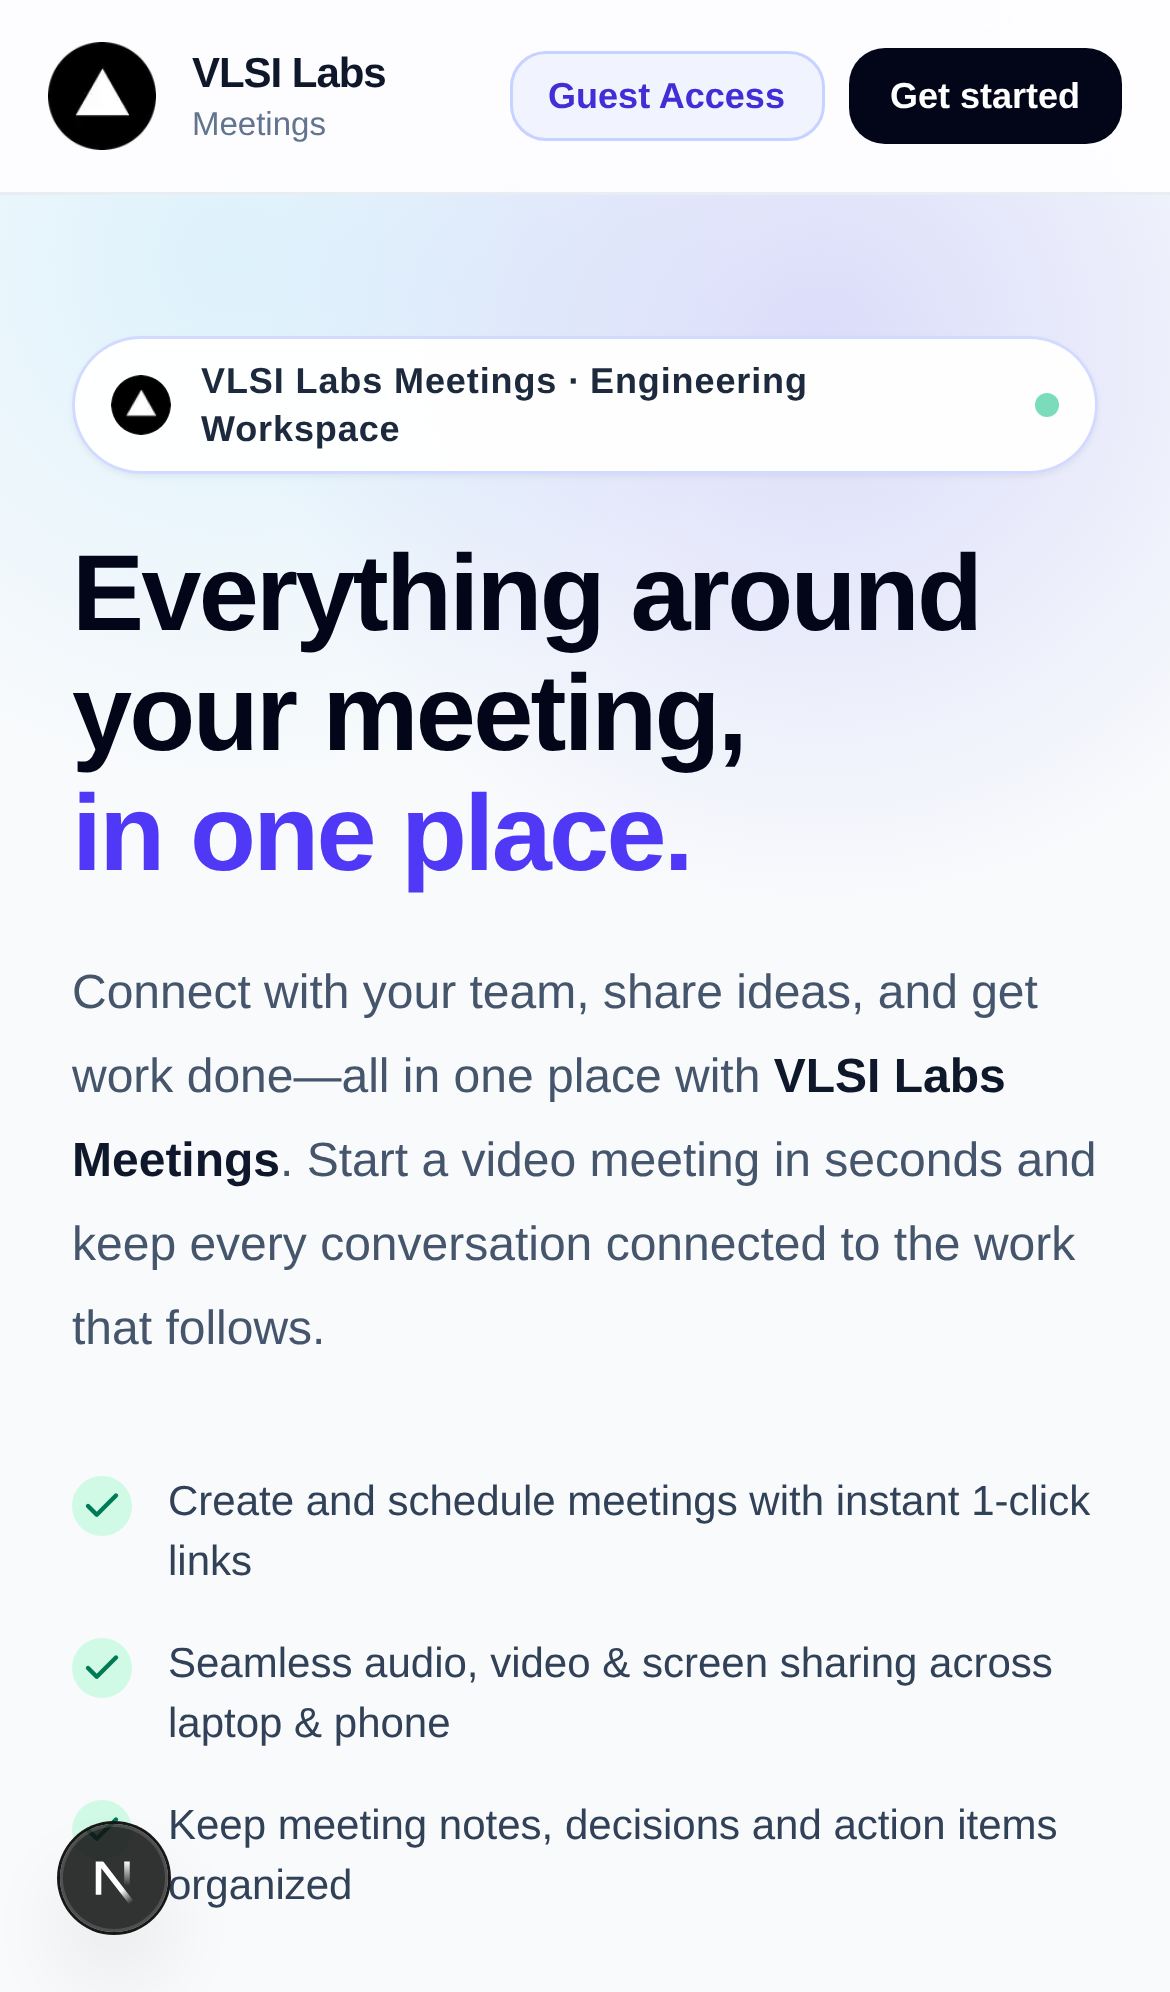 VLSI Labs
Meetings
Guest Access
Get started
VLSI Labs Meetings · Engineering
Workspace
Everything around
your meeting,
in one place.
Connect with your team, share ideas, and get
work done—all in one place with VLSI Labs
Meetings. Start a video meeting in seconds and
keep every conversation connected to the work
that follows.
Create and schedule meetings with instant 1-click
links
Seamless audio, video & screen sharing across
laptop & phone
Keep meeting notes, decisions and action items
organized
N